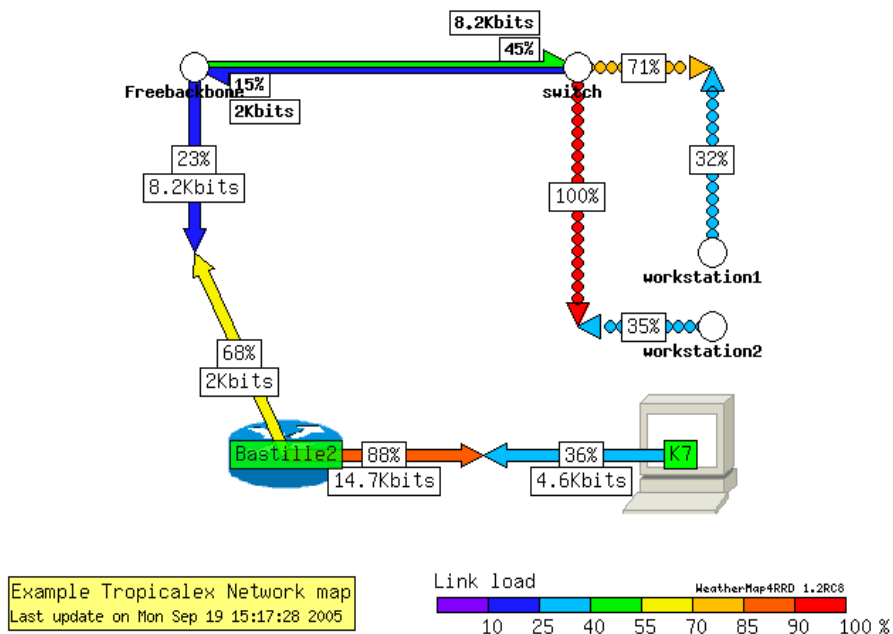 8.2Kbits
45%
Freebackbone
15%
2Kbits
switch
71%
23%
8.2Kbits
32%
100%
workstation1
35%
workstation2
68%
2Kbits
Bastille2
88%
14.7Kbits
36%
4.6Kbits
K7
Example Tropicalex Network map
Last update on Mon Sep 19 15:17:28 2005
Link load
WeatherMap4RRD 1.2RC8
10 25 40 55 70 85 100 %